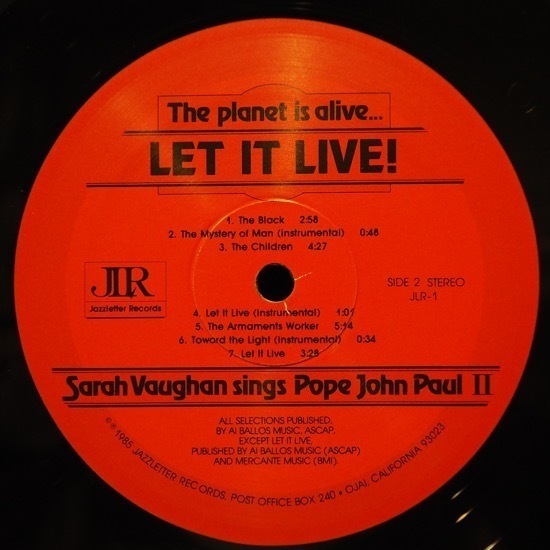 The planet is alive...
LET IT LIVE!
1. The Black 2:58
2. The Mystery of Man (instrumental) 0:48
3. The Children 4:27
JLR
Jazzletter Records
SIDE 2 STEREO
JLR-1
4. Let It Live (instrumental) 1:01
5. The Armaments Worker 5:14
6. Toward the Light (instrumental) 0:34
7. Let It Live 3:28
Sarah Vaughan sings Pope John Paul II
ALL SELECTIONS PUBLISHED,
BY AI BALLOS MUSIC, ASCAP,
EXCEPT LET IT LIVE,
PUBLISHED BY AI BALLOS MUSIC (ASCAP)
AND MERCANTE MUSIC (BMI).
© ℗ 1985 JAZZLETTER RECORDS, POST OFFICE BOX 240 • OJAI, CALIFORNIA 93023